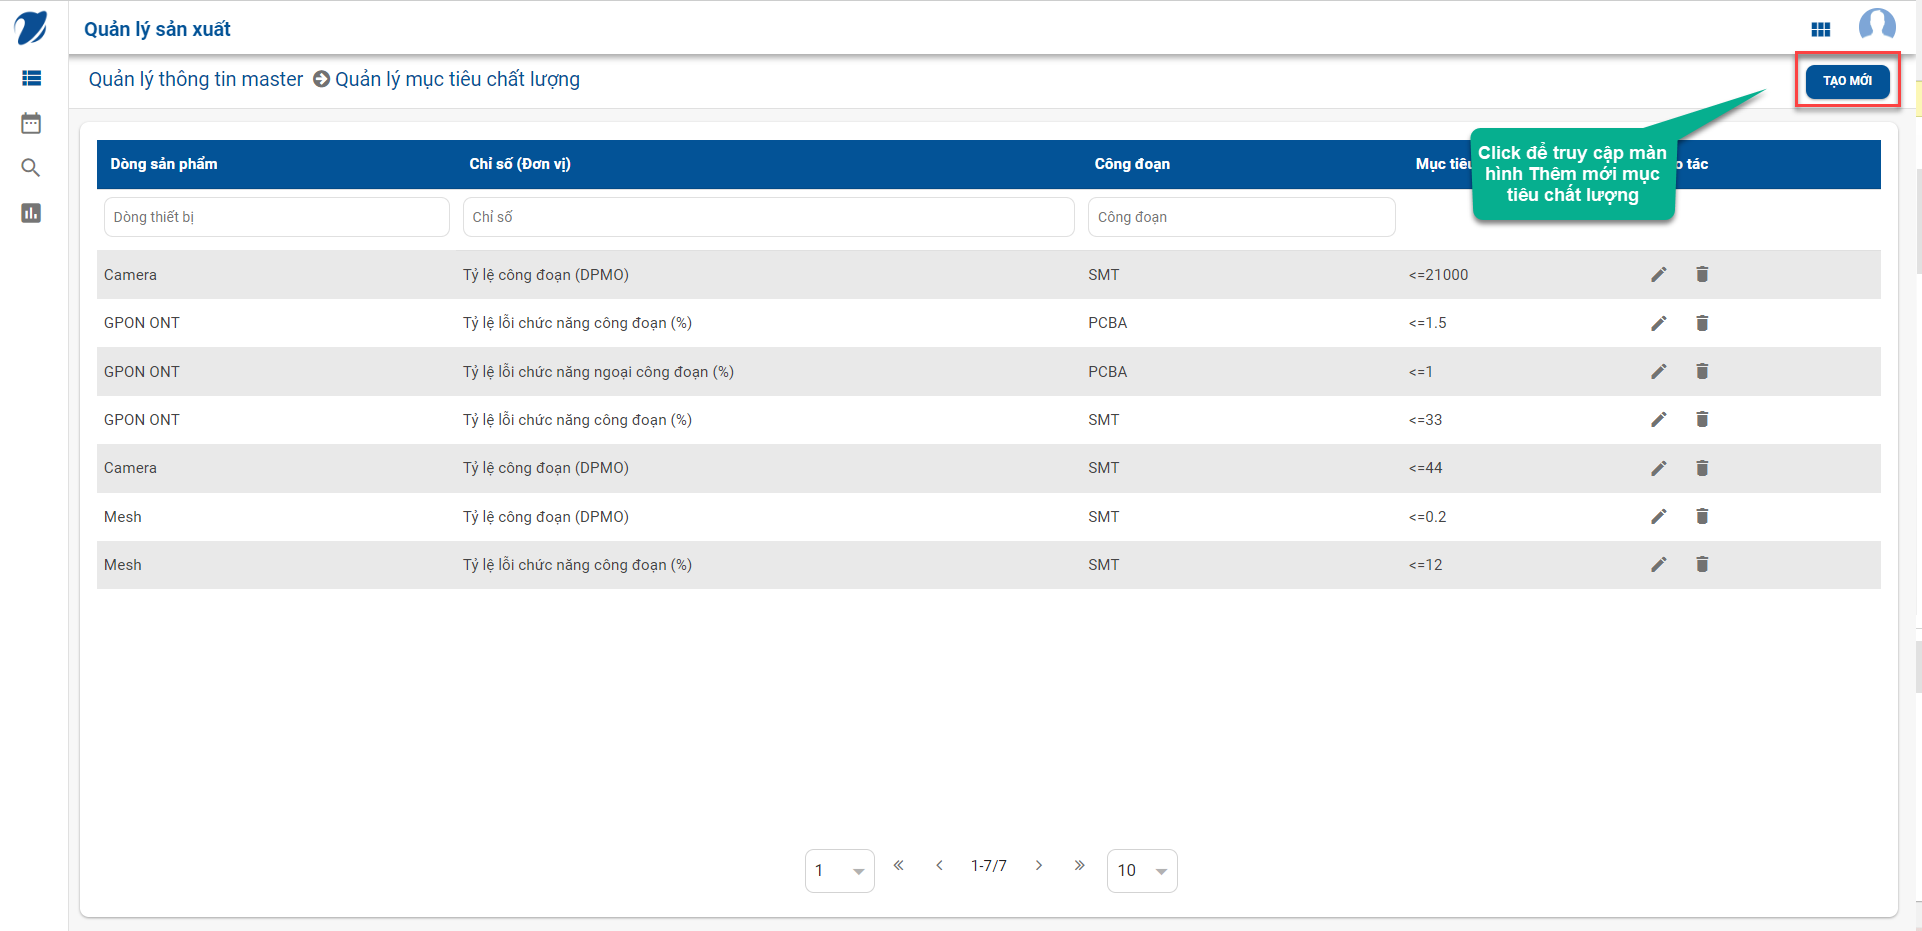 Quản lý sản xuất
Quản lý thông tin master Quản lý mục tiêu chất lượng
TẠO MỚI
Click để truy cập màn
hình Thêm mới mục
tiêu chất lượng
Dòng sản phẩm Chỉ số (Đơn vị) Công đoạn Mục tiêu tác
Dòng thiết bị Chỉ số Công đoạn
Camera Tỷ lệ công đoạn (DPMO) SMT <=21000
GPON ONT Tỷ lệ lỗi chức năng công đoạn (%) PCBA <=1.5
GPON ONT Tỷ lệ lỗi chức năng ngoại công đoạn (%) PCBA <=1
GPON ONT Tỷ lệ lỗi chức năng công đoạn (%) SMT <=33
Camera Tỷ lệ công đoạn (DPMO) SMT <=44
Mesh Tỷ lệ công đoạn (DPMO) SMT <=0.2
Mesh Tỷ lệ lỗi chức năng công đoạn (%) SMT <=12
1 1-7/7 10